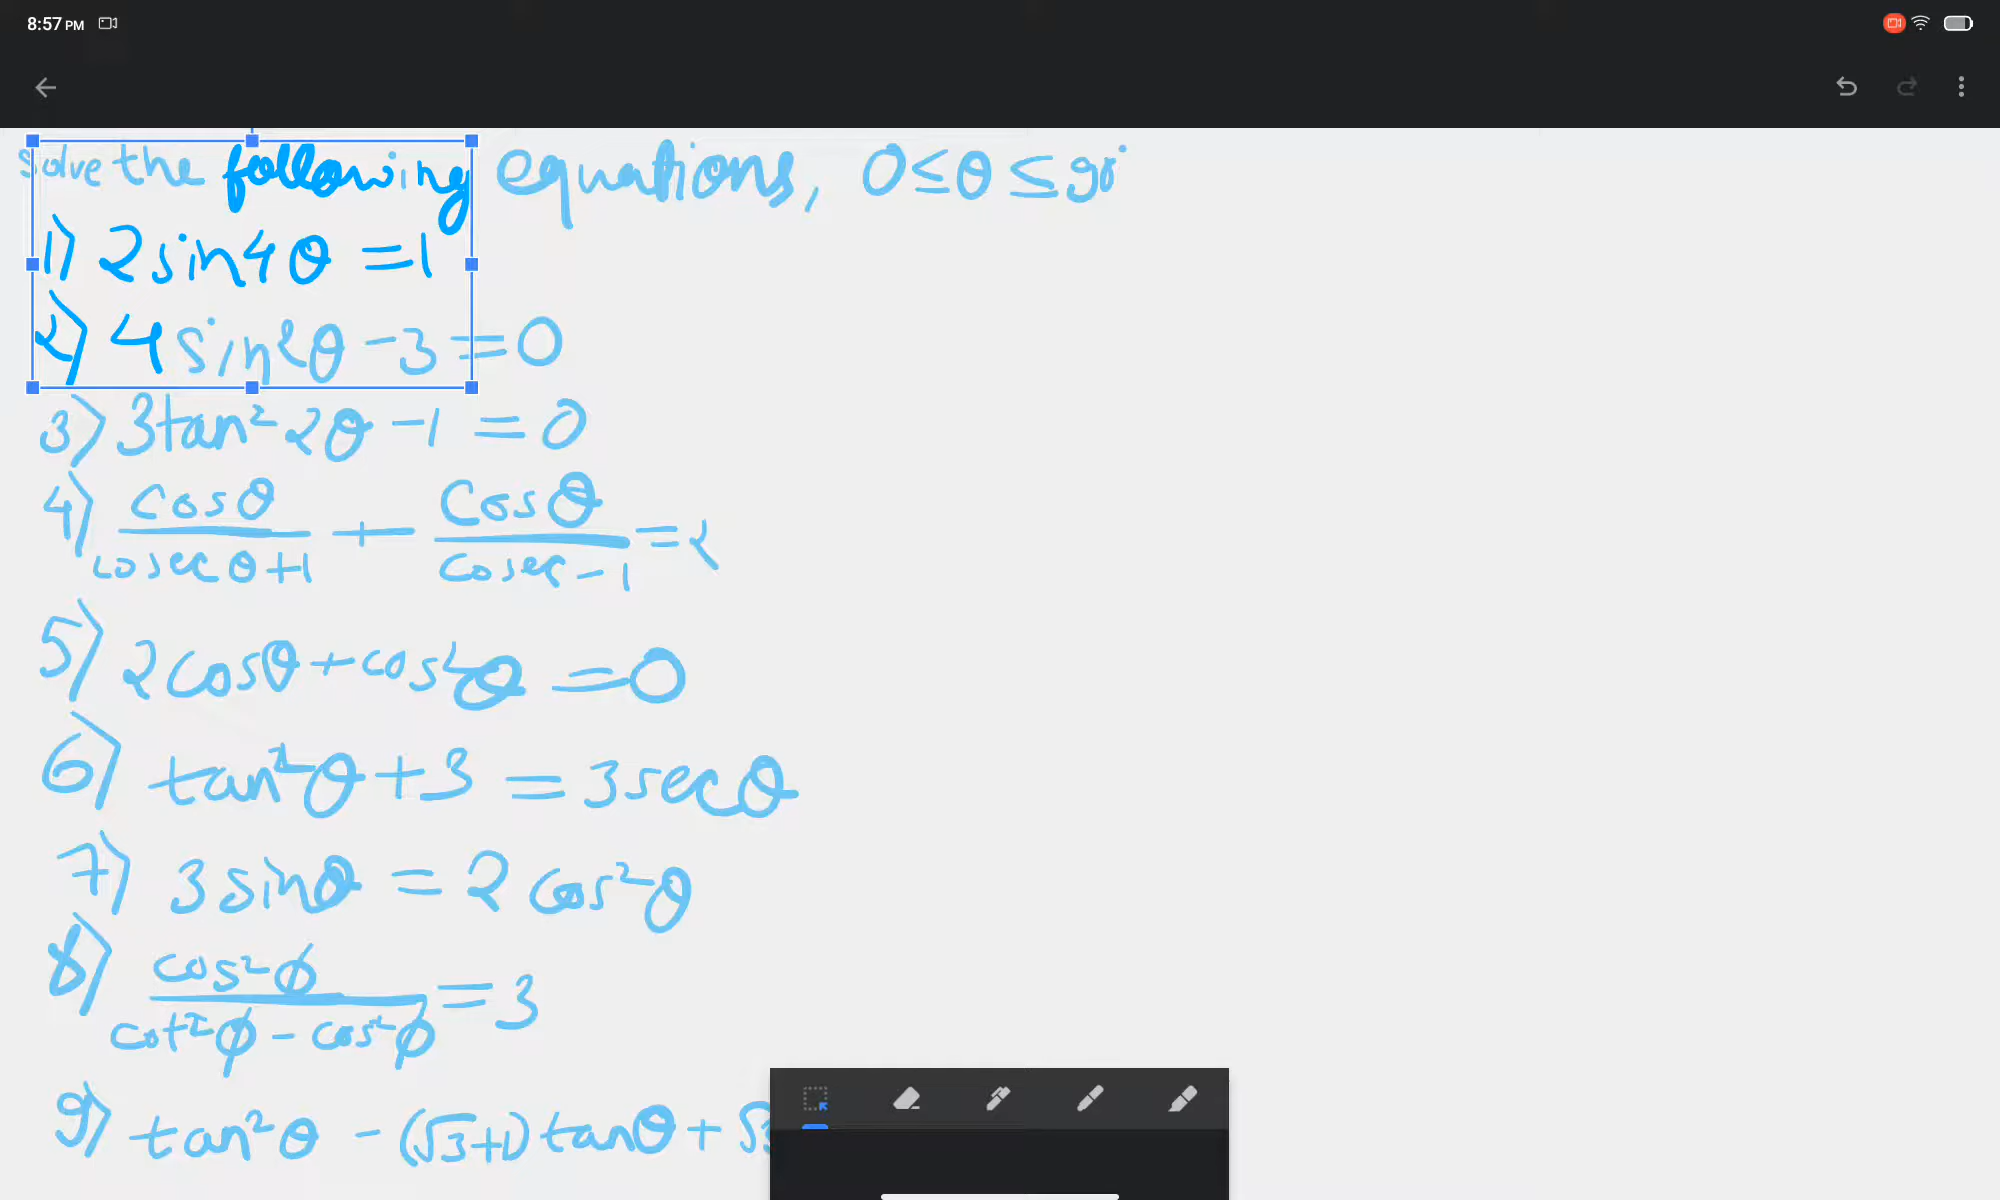 8:57 PM
Solve the following equations, 0≤θ≤90°
1) 2sin4θ =1
2) 4sin²θ -3=0
3) 3tan²2θ -1 =0
4) cosθ/(cosecθ+1) + Cosθ/(cosec-1) =2
5) 2cosθ+cos²θ =0
6) tan²θ+3 =3secθ
7) 3sinθ = 2cos²θ
8) cos²ϕ/(cot²ϕ-cos²ϕ) =3
9) tan²θ -(√3+1)tanθ+√3